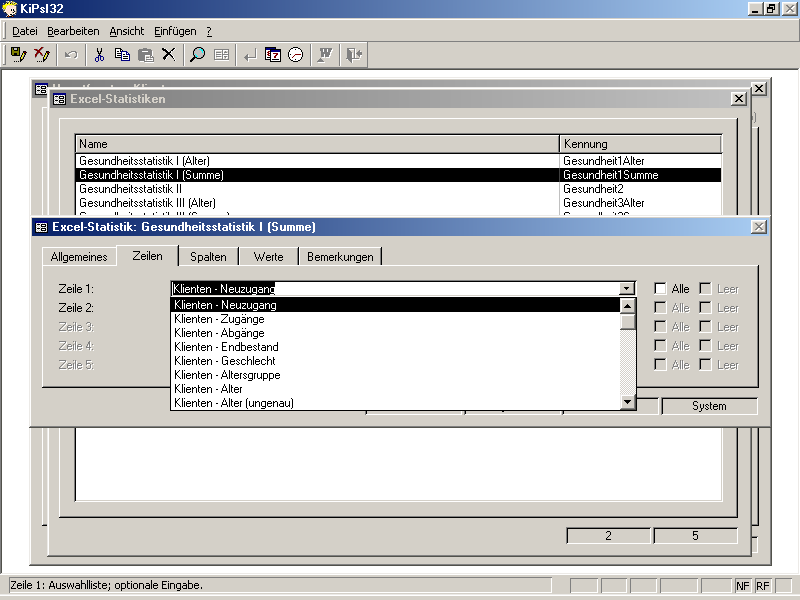 KiPsI32
Datei Bearbeiten Ansicht Einfügen ?
Excel-Statistiken
Name Kennung
Gesundheitsstatistik I (Alter) Gesundheit1Alter
Gesundheitsstatistik I (Summe) Gesundheit1Summe
Gesundheitsstatistik II Gesundheit2
Gesundheitsstatistik III (Alter) Gesundheit3Alter
Excel-Statistik: Gesundheitsstatistik I (Summe)
Allgemeines Zeilen Spalten Werte Bemerkungen
Zeile 1: Klienten - Neuzugang Alle Leer
Zeile 2: Klienten - Neuzugang Alle Leer
Klienten - Zugänge
Zeile 3: Klienten - Abgänge Alle Leer
Zeile 4: Klienten - Endbestand Alle Leer
Zeile 5: Klienten - Geschlecht Alle Leer
Klienten - Altersgruppe
Klienten - Alter
Klienten - Alter (ungenau)
System
2 5
Zeile 1: Auswahlliste; optionale Eingabe.
NF RF